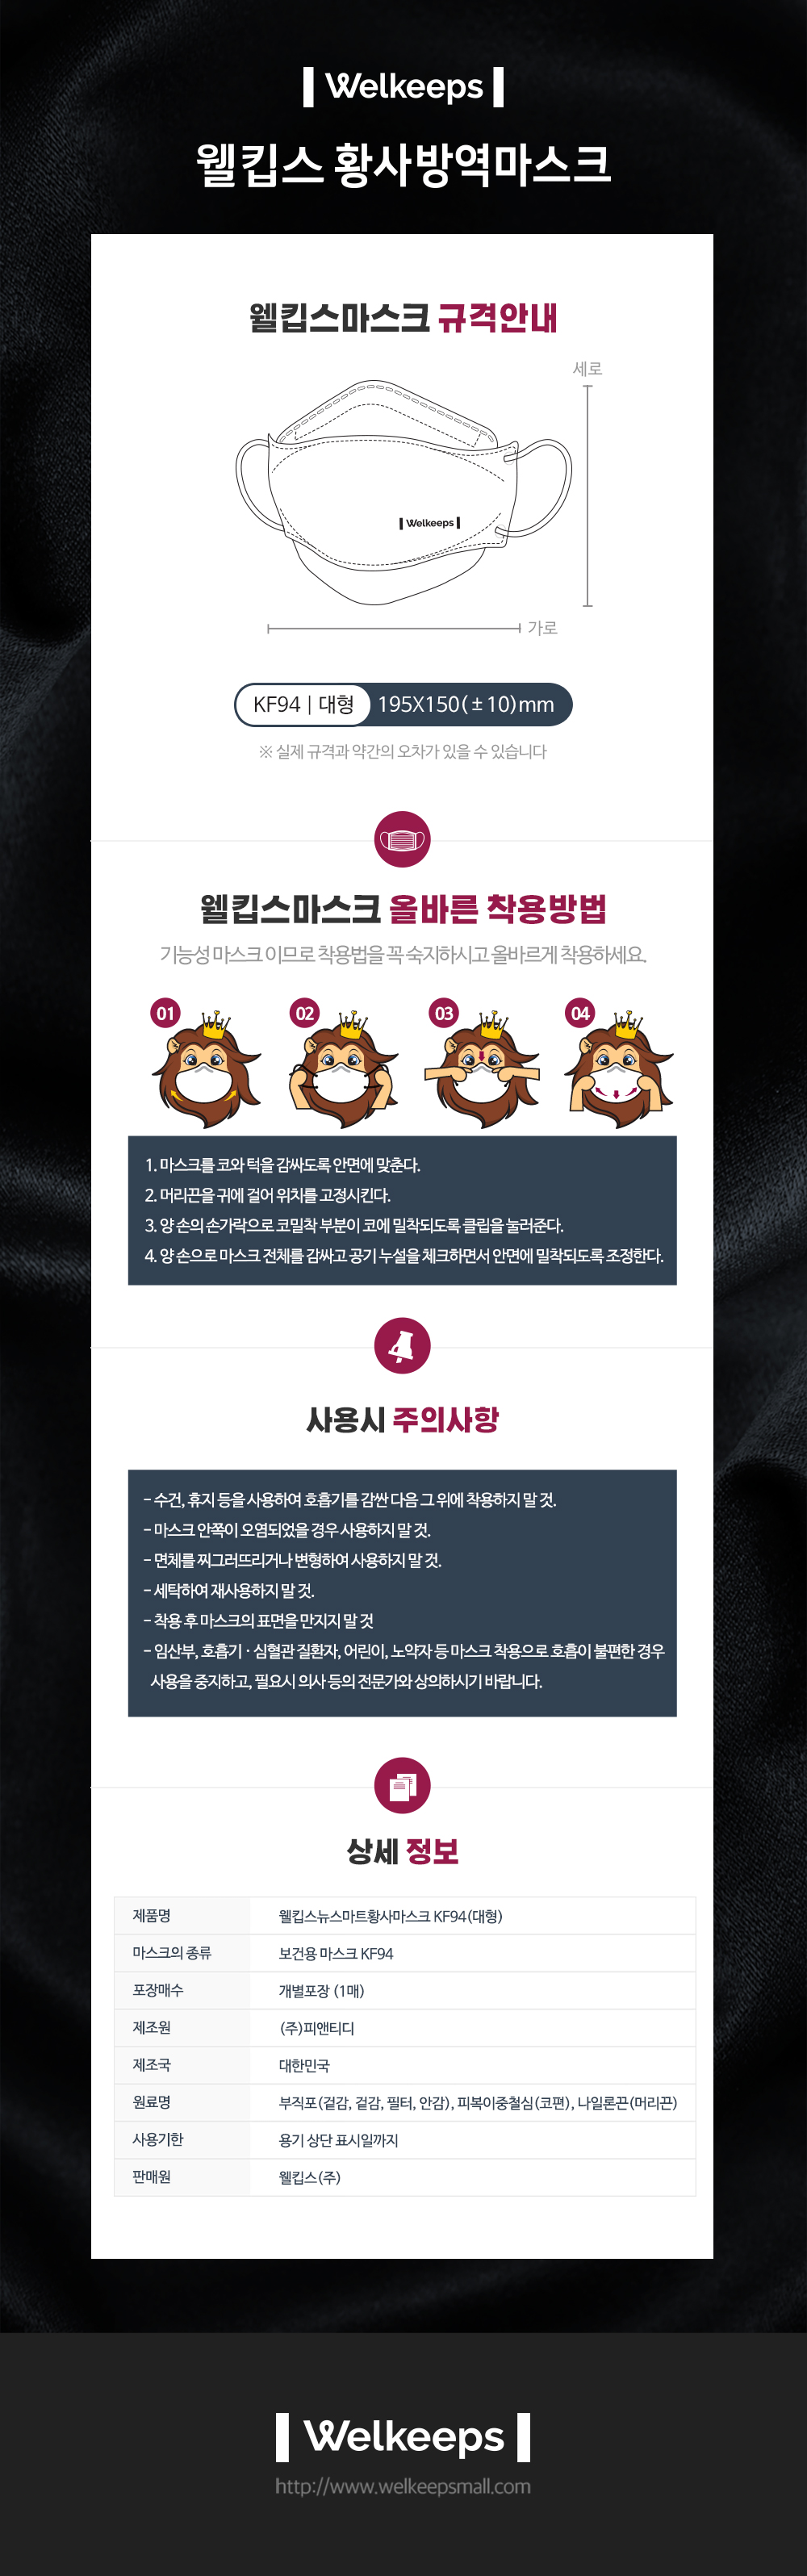 Welkeeps
웰킵스 황사방역마스크
웰킵스마스크 규격안내
세로
Welkeeps
가로
KF94 | 대형 195X150(±10)mm
※ 실제 규격과 약간의 오차가 있을 수 있습니다
웰킵스마스크 올바른 착용방법
기능성 마스크 이므로 착용법을 꼭 숙지하시고 올바르게 착용하세요.
01 02 03 04
1. 마스크를 코와 턱을 감싸도록 안면에 맞춘다.
2. 머리끈을 귀에 걸어 위치를 고정시킨다.
3. 양 손의 손가락으로 코밀착 부분이 코에 밀착되도록 클립을 눌러준다.
4. 양 손으로 마스크 전체를 감싸고 공기 누설을 체크하면서 안면에 밀착되도록 조정한다.
사용시 주의사항
- 수건, 휴지 등을 사용하여 호흡기를 감싼 다음 그 위에 착용하지 말 것.
- 마스크 안쪽이 오염되었을 경우 사용하지 말 것.
- 면체를 찌그러뜨리거나 변형하여 사용하지 말 것.
- 세탁하여 재사용하지 말 것.
- 착용 후 마스크의 표면을 만지지 말 것
- 임산부, 호흡기 · 심혈관 질환자, 어린이, 노약자 등 마스크 착용으로 호흡이 불편한 경우
사용을 중지하고, 필요시 의사 등의 전문가와 상의하시기 바랍니다.
상세 정보
제품명 웰킵스뉴스마트황사마스크 KF94(대형)
마스크의 종류 보건용 마스크 KF94
포장매수 개별포장 (1매)
제조원 (주)피앤티디
제조국 대한민국
원료명 부직포(겉감, 겉감, 필터, 안감), 피복이중철심(코편), 나일론끈(머리끈)
사용기한 용기 상단 표시일까지
판매원 웰킵스(주)
Welkeeps
http://www.welkeepsmall.com